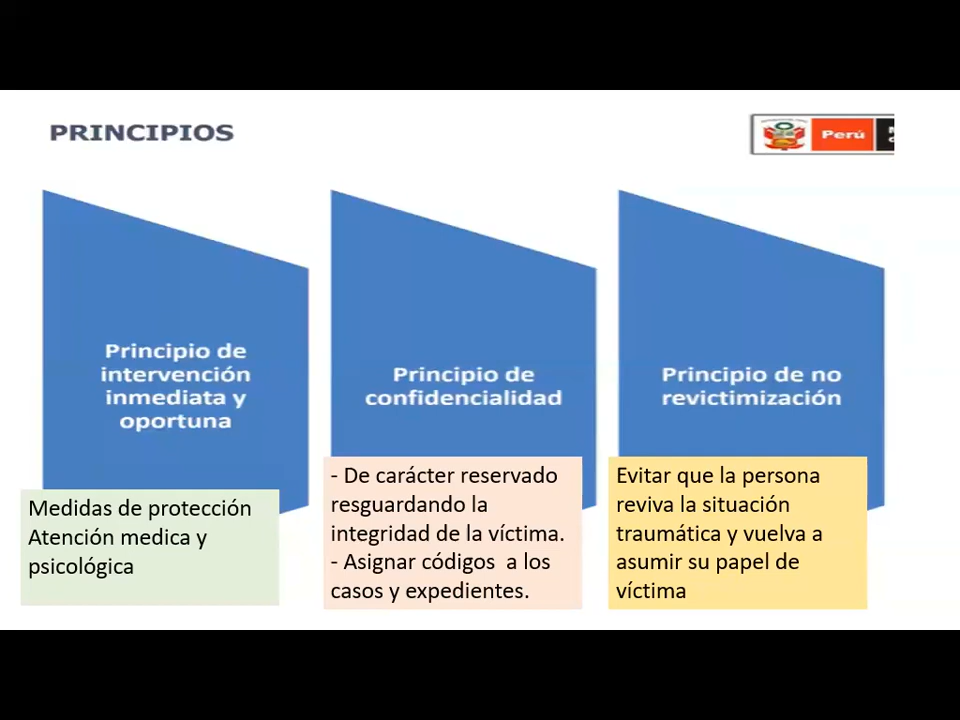 PRINCIPIOS
Perú
Principio de
intervención
inmediata y
oportuna
Medidas de protección
Atención medica y
psicológica
Principio de
confidencialidad
- De carácter reservado
resguardando la
integridad de la víctima.
- Asignar códigos a los
casos y expedientes.
Principio de no
revictimización
Evitar que la persona
reviva la situación
traumática y vuelva a
asumir su papel de
víctima